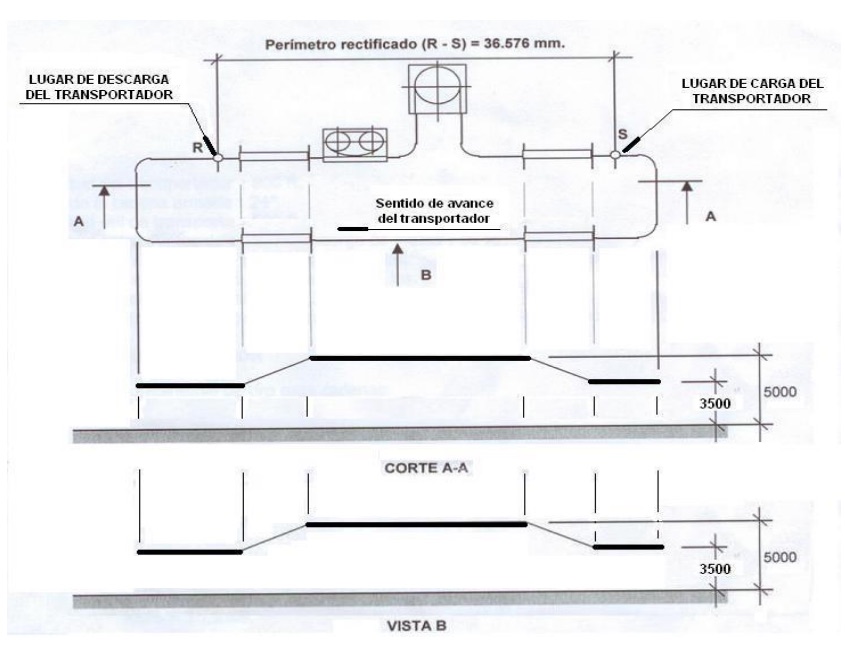 Perímetro rectificado (R - S) = 36.576 mm.
LUGAR DE DESCARGA
DEL TRANSPORTADOR
LUGAR DE CARGA DEL
TRANSPORTADOR
R
S
A
Sentido de avance
del transportador
A
B
5000
3500
CORTE A-A
5000
3500
VISTA B